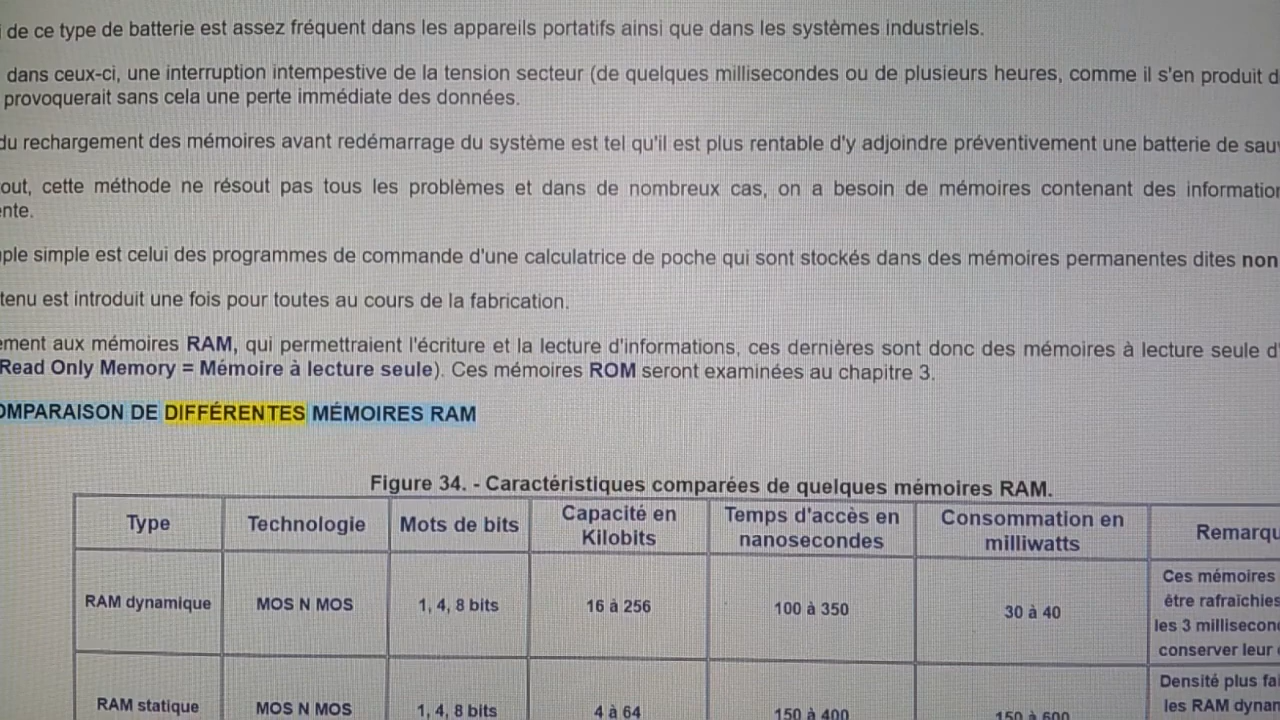 de ce type de batterie est assez fréquent dans les appareils portatifs ainsi que dans les systèmes industriels.
dans ceux-ci, une interruption intempestive de la tension secteur (de quelques millisecondes ou de plusieurs heures, comme il s'en produit d
provoquerait sans cela une perte immédiate des données.
du rechargement des mémoires avant redémarrage du système est tel qu'il est plus rentable d'y adjoindre préventivement une batterie de sau
out, cette méthode ne résout pas tous les problèmes et dans de nombreux cas, on a besoin de mémoires contenant des information
ente.
ple simple est celui des programmes de commande d'une calculatrice de poche qui sont stockés dans des mémoires permanentes dites non
tenu est introduit une fois pour toutes au cours de la fabrication.
ement aux mémoires RAM, qui permettraient l'écriture et la lecture d'informations, ces dernières sont donc des mémoires à lecture seule d'
Read Only Memory = Mémoire à lecture seule). Ces mémoires ROM seront examinées au chapitre 3.
OMPARAISON DE DIFFÉRENTES MÉMOIRES RAM
Figure 34. - Caractéristiques comparées de quelques mémoires RAM.
Type Technologie Mots de bits Capacité en Kilobits Temps d'accès en nanosecondes Consommation en milliwatts Remarqu
RAM dynamique MOS N MOS 1, 4, 8 bits 16 à 256 100 à 350 30 à 40
Ces mémoires
être rafraîchies
les 3 millisecon
conserver leur
RAM statique MOS N MOS 1, 4, 8 bits 4 à 64 150 à 400 150 à 600
Densité plus fai
les RAM dynam